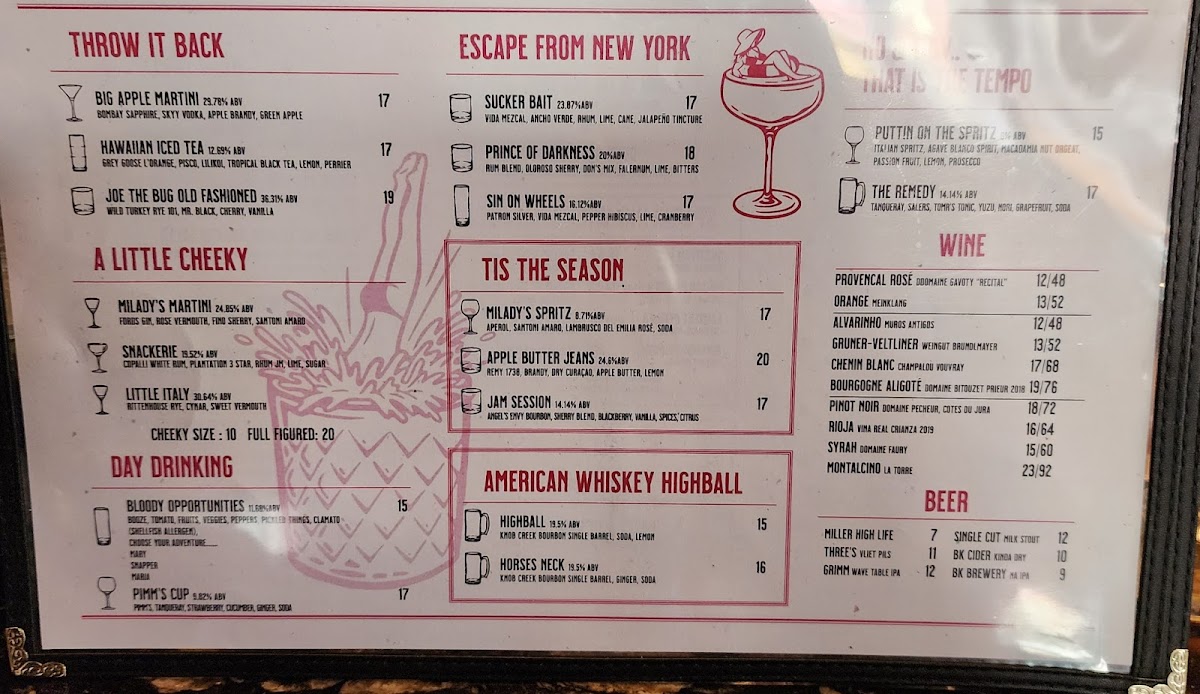 THROW IT BACK
BIG APPLE MARTINI 29.78% ABV 17
BOMBAY SAPPHIRE, SKYY VODKA, APPLE BRANDY, GREEN APPLE
HAWAIIAN ICED TEA 12.69% ABV 17
GREY GOOSE L'ORANGE, PISCO, LILIKOI, TROPICAL BLACK TEA, LEMON, PERRIER
JOE THE BUG OLD FASHIONED 36.31% ABV 19
WILD TURKEY RYE 101, MR. BLACK, CHERRY, VANILLA
A LITTLE CHEEKY
MILADY'S MARTINI 24.85% ABV
FORDS GIN, ROSE VERMOUTH, FINO SHERRY, SANTONI AMARO
SNACKERIE 19.52% ABV
COPALLI WHITE RUM, PLANTATION 3 STAR, RHUM JM, LIME, SUGAR
LITTLE ITALY 30.64% ABV
RITTENHOUSE RYE, CYNAR, SWEET VERMOUTH
CHEEKY SIZE : 10 FULL FIGURED: 20
DAY DRINKING
BLOODY OPPORTUNITIES 11.68%ABV 15
BOOZE, TOMATO, FRUITS, VEGGIES, PEPPERS, PICKLED THINGS, CLAMATO
(SHELLFISH ALLERGEN),
CHOOSE YOUR ADVENTURE.....
MARY
SNAPPER
MARIA
PIMM'S CUP 9.82% ABV 17
PIMM'S, TANQUERAY, STRAWBERRY, CUCUMBER, GINGER, SODA
ESCAPE FROM NEW YORK
SUCKER BAIT 23.87%ABV 17
VIDA MEZCAL, ANCHO VERDE, RHUM, LIME, CANE, JALAPEÑO TINCTURE
PRINCE OF DARKNESS 20%ABV 18
RUM BLEND, OLOROSO SHERRY, DON'S MIX, FALERNUM, LIME, BITTERS
SIN ON WHEELS 16.12%ABV 17
PATRON SILVER, VIDA MEZCAL, PEPPER HIBISCUS, LIME, CRANBERRY
TIS THE SEASON
MILADY'S SPRITZ 8.71%ABV 17
APEROL, SANTONI AMARO, LAMBRUSCO DEL EMILIA ROSÉ, SODA
APPLE BUTTER JEANS 24.6%ABV 20
REMY 1738, BRANDY, DRY CURAÇAO, APPLE BUTTER, LEMON
JAM SESSION 14.14% ABV 17
ANGEL'S ENVY BOURBON, SHERRY BLEND, BLACKBERRY, VANILLA, SPICES, CITRUS
AMERICAN WHISKEY HIGHBALL
HIGHBALL 19.5% ABV 15
KNOB CREEK BOURBON SINGLE BARREL, SODA, LEMON
HORSES NECK 19.5% ABV 16
KNOB CREEK BOURBON SINGLE BARREL, GINGER, SODA
THAT IS THE TEMPO
PUTTIN ON THE SPRITZ ABV 15
ITALIAN SPRITZ, AGAVE BLANCO SPIRIT, MACADAMIA NUT ORGEAT,
PASSION FRUIT, LEMON, PROSECCO
THE REMEDY 14.14% ABV 17
TANQUERAY, SALERS, TOMR'S TONIC, YUZU, NORI, GRAPEFRUIT, SODA
WINE
PROVENCAL ROSÉ DDOMAINE GAVOTY "RECITAL" 12/48
ORANGE MEINKLANG 13/52
ALVARINHO MUROS ANTIGOS 12/48
GRUNER-VELTLINER WEINGUT BRUNDLMAYER 13/52
CHENIN BLANC CHAMPALOU VOUVRAY 17/68
BOURGOGNE ALIGOTÉ DOMAINE BITOUZET PRIEUR 2018 19/76
PINOT NOIR DOMAINE PECHEUR, COTES DU JURA 18/72
RIOJA VINA REAL CRIANZA 2019 16/64
SYRAH DOMAINE FAURY 15/60
MONTALCINO LA TORRE 23/92
BEER
MILLER HIGH LIFE 7 SINGLE CUT MILK STOUT 12
THREE'S VLIET PILS 11 BK CIDER KINDA DRY 10
GRIMM WAVE TABLE IPA 12 BK BREWERY NA IPA 9